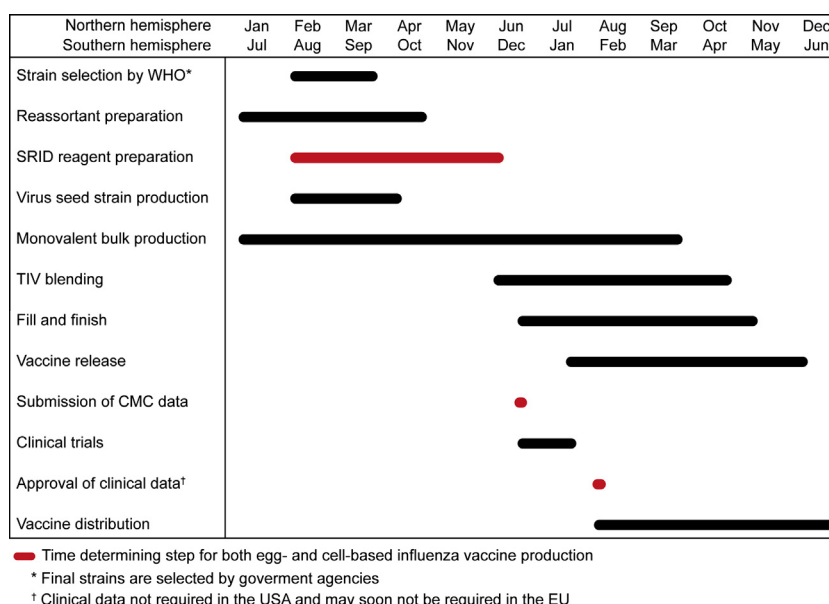 Northern hemisphere Jan Feb Mar Apr May Jun Jul Aug Sep Oct Nov Dec
Southern hemisphere Jul Aug Sep Oct Nov Dec Jan Feb Mar Apr May Jun
Strain selection by WHO*
Reassortant preparation
SRID reagent preparation
Virus seed strain production
Monovalent bulk production
TIV blending
Fill and finish
Vaccine release
Submission of CMC data
Clinical trials
Approval of clinical data†
Vaccine distribution
Time determining step for both egg- and cell-based influenza vaccine production
* Final strains are selected by goverment agencies
† Clinical data not required in the USA and may soon not be required in the EU